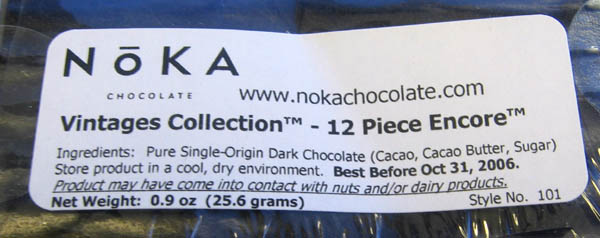 NōKA
CHOCOLATE
www.nokachocolate.com
Vintages Collection™ - 12 Piece Encore™
Ingredients: Pure Single-Origin Dark Chocolate (Cacao, Cacao Butter, Sugar)
Store product in a cool, dry environment. Best Before Oct 31, 2006.
Product may have come into contact with nuts and/or dairy products.
Net Weight: 0.9 oz (25.6 grams) Style No. 101